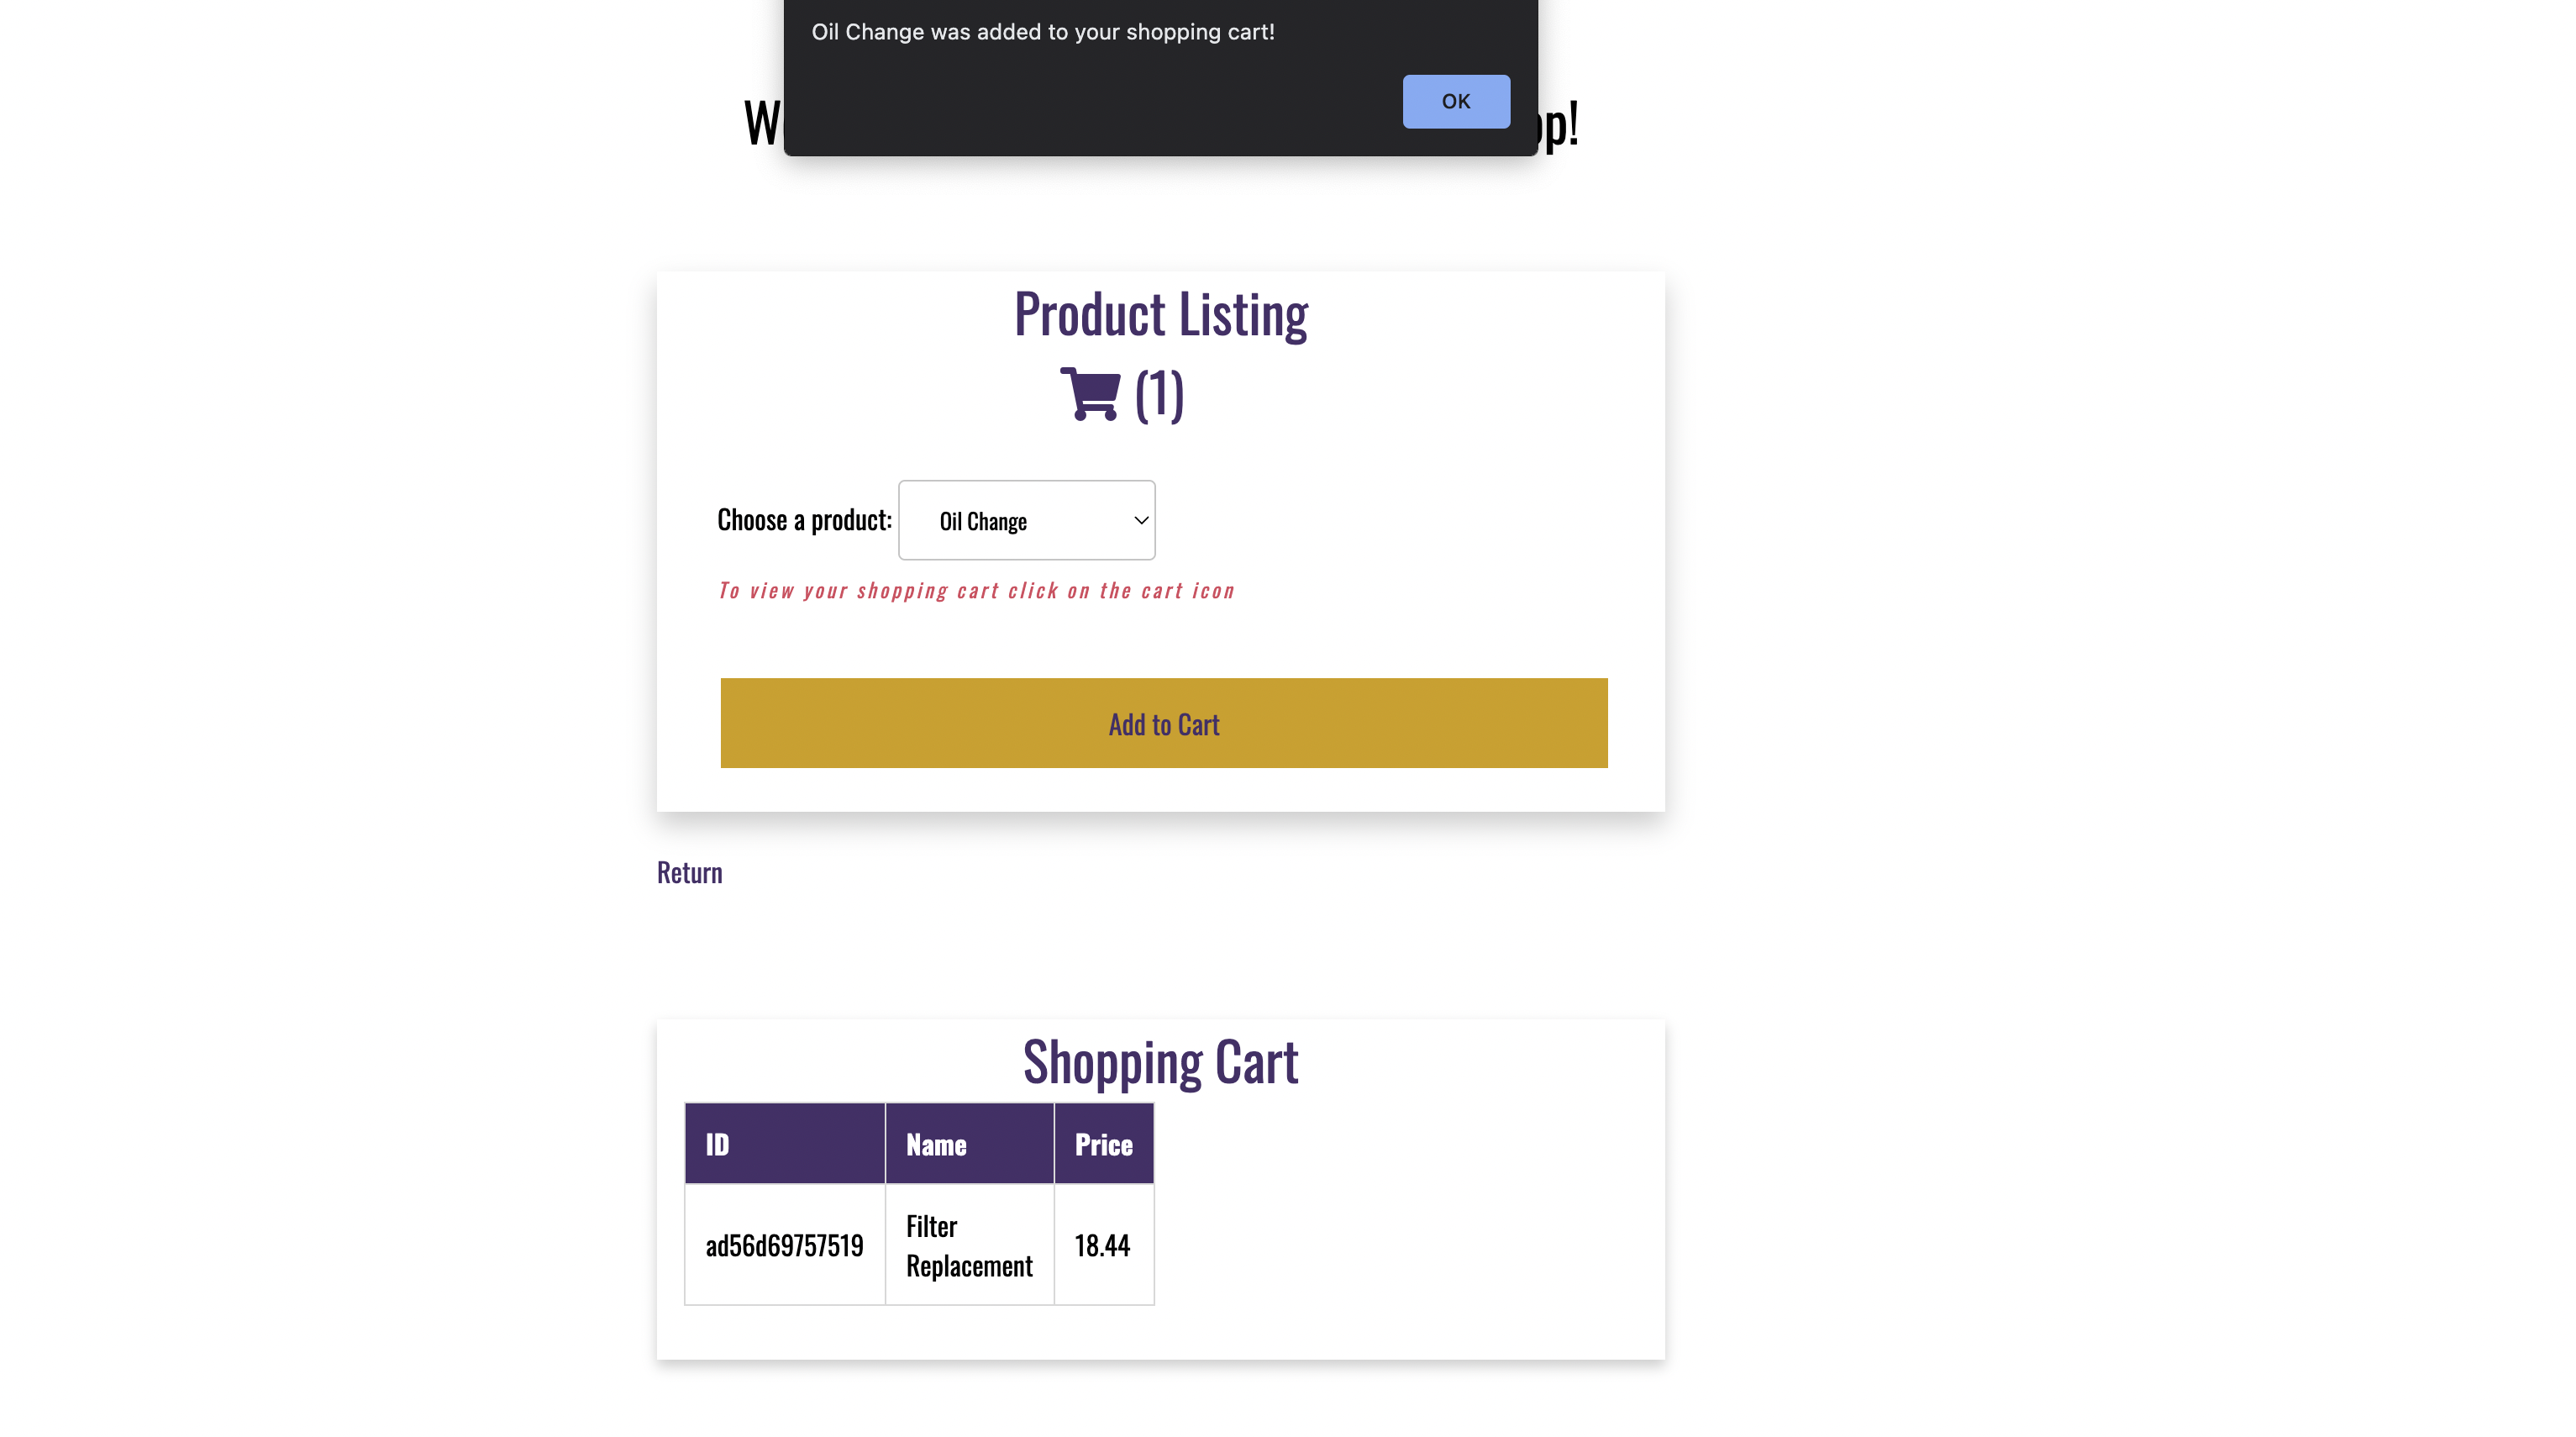 Oil Change was added to your shopping cart!
OK
Product Listing
(1)
Choose a product: Oil Change
To view your shopping cart click on the cart icon
Add to Cart
Return
Shopping Cart
ID Name Price
ad56d69757519 Filter Replacement 18.44